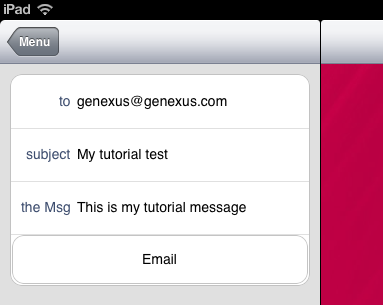 iPad
Menu
to genexus@genexus.com
subject My tutorial test
the Msg This is my tutorial message
Email